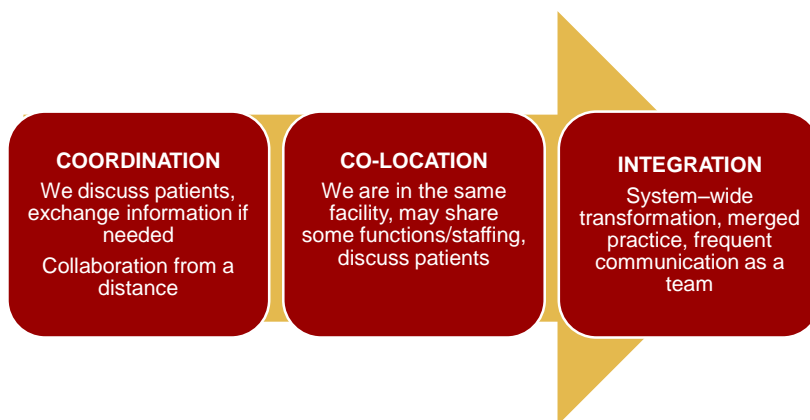 COORDINATION
We discuss patients,
exchange information if
needed
Collaboration from a
distance
CO-LOCATION
We are in the same
facility, may share
some functions/staffing,
discuss patients
INTEGRATION
System–wide
transformation, merged
practice, frequent
communication as a
team